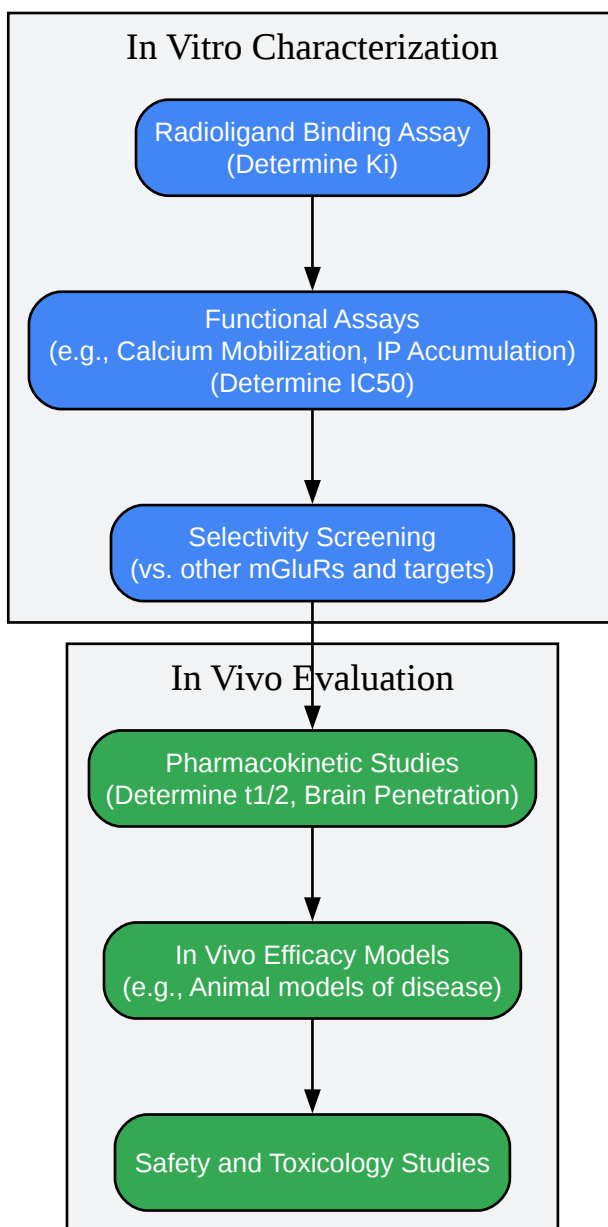 In Vitro Characterization
Radioligand Binding Assay
(Determine Ki)
Functional Assays
(e.g., Calcium Mobilization, IP Accumulation)
(Determine IC50)
Selectivity Screening
(vs. other mGluRs and targets)
In Vivo Evaluation
Pharmacokinetic Studies
(Determine t1/2, Brain Penetration)
In Vivo Efficacy Models
(e.g., Animal models of disease)
Safety and Toxicology Studies